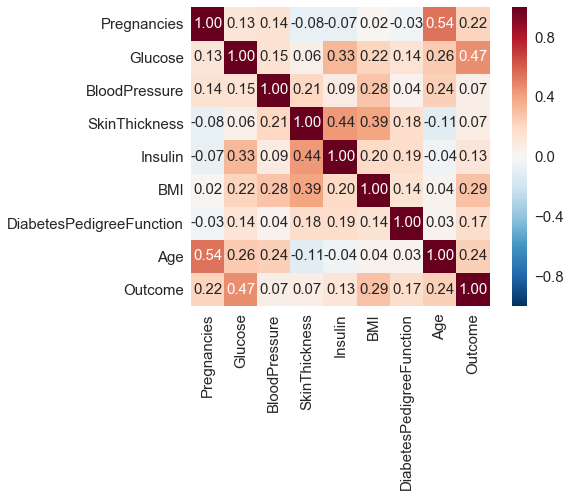 Pregnancies 1.00 0.13 0.14 -0.08 -0.07 0.02 -0.03 0.54 0.22
Glucose 0.13 1.00 0.15 0.06 0.33 0.22 0.14 0.26 0.47
BloodPressure 0.14 0.15 1.00 0.21 0.09 0.28 0.04 0.24 0.07
SkinThickness -0.08 0.06 0.21 1.00 0.44 0.39 0.18 -0.11 0.07
Insulin -0.07 0.33 0.09 0.44 1.00 0.20 0.19 -0.04 0.13
BMI 0.02 0.22 0.28 0.39 0.20 1.00 0.14 0.04 0.29
DiabetesPedigreeFunction -0.03 0.14 0.04 0.18 0.19 0.14 1.00 0.03 0.17
Age 0.54 0.26 0.24 -0.11 -0.04 0.04 0.03 1.00 0.24
Outcome 0.22 0.47 0.07 0.07 0.13 0.29 0.17 0.24 1.00
Pregnancies
Glucose
BloodPressure
SkinThickness
Insulin
BMI
DiabetesPedigreeFunction
Age
Outcome
0.8
0.4
0.0
−0.4
−0.8